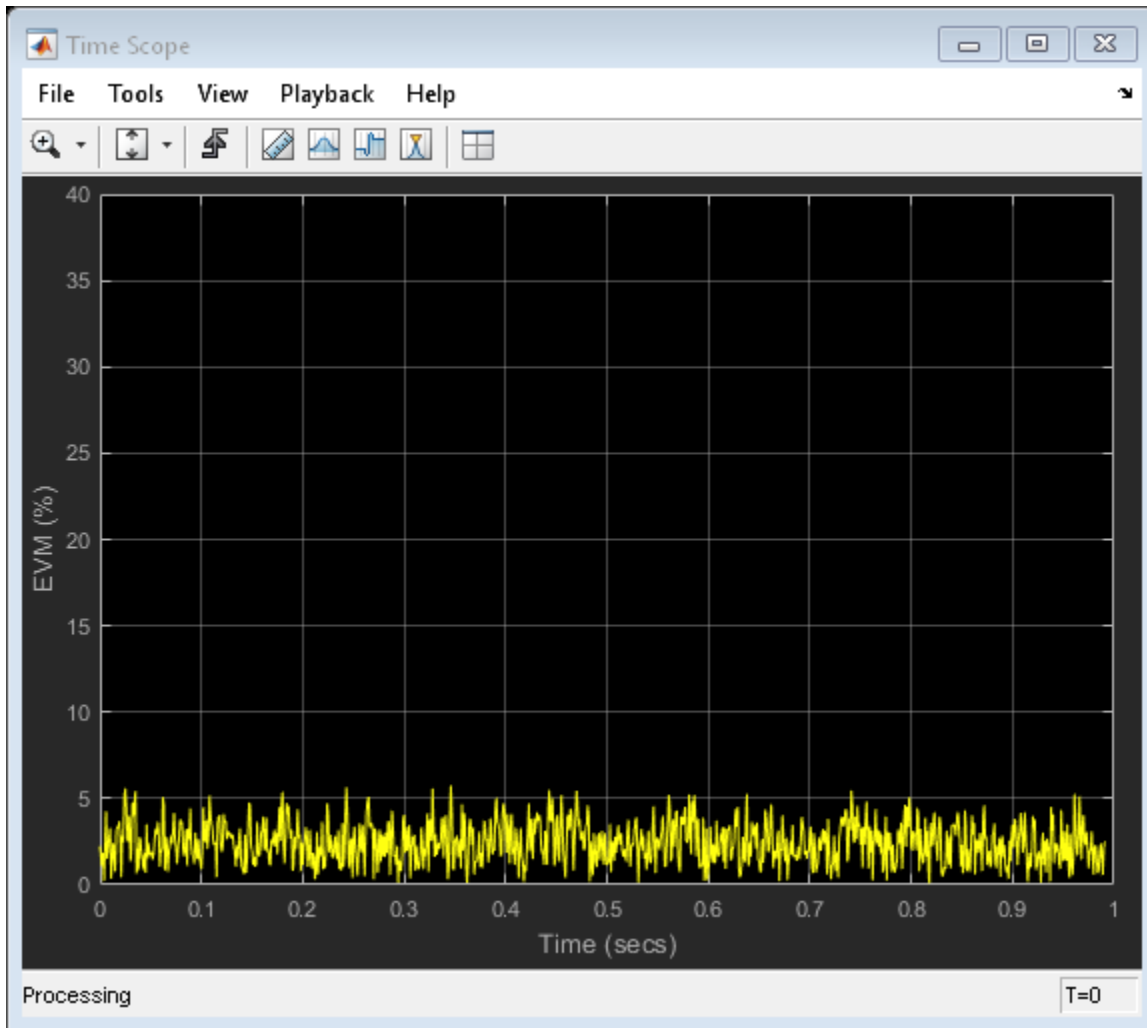 Time Scope
File Tools View Playback Help
40
35
30
25
20
15
10
5
0
EVM (%)
0 0.1 0.2 0.3 0.4 0.5 0.6 0.7 0.8 0.9 1
Time (secs)
Processing T=0